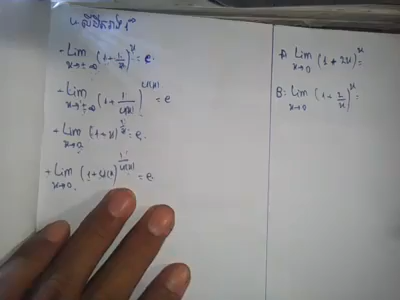 - Lim x→±∞ (1+1/x)^x = e.
- Lim x→±∞ (1+1/u(x))^u(x) = e
+ Lim x→0 (1+x)^1/x = e.
+ Lim x→0 (1+u(x))^1/u(x) = e.
A: Lim x→0 (1+2x)^x =
B: Lim x→0 (1+2/x)^x =